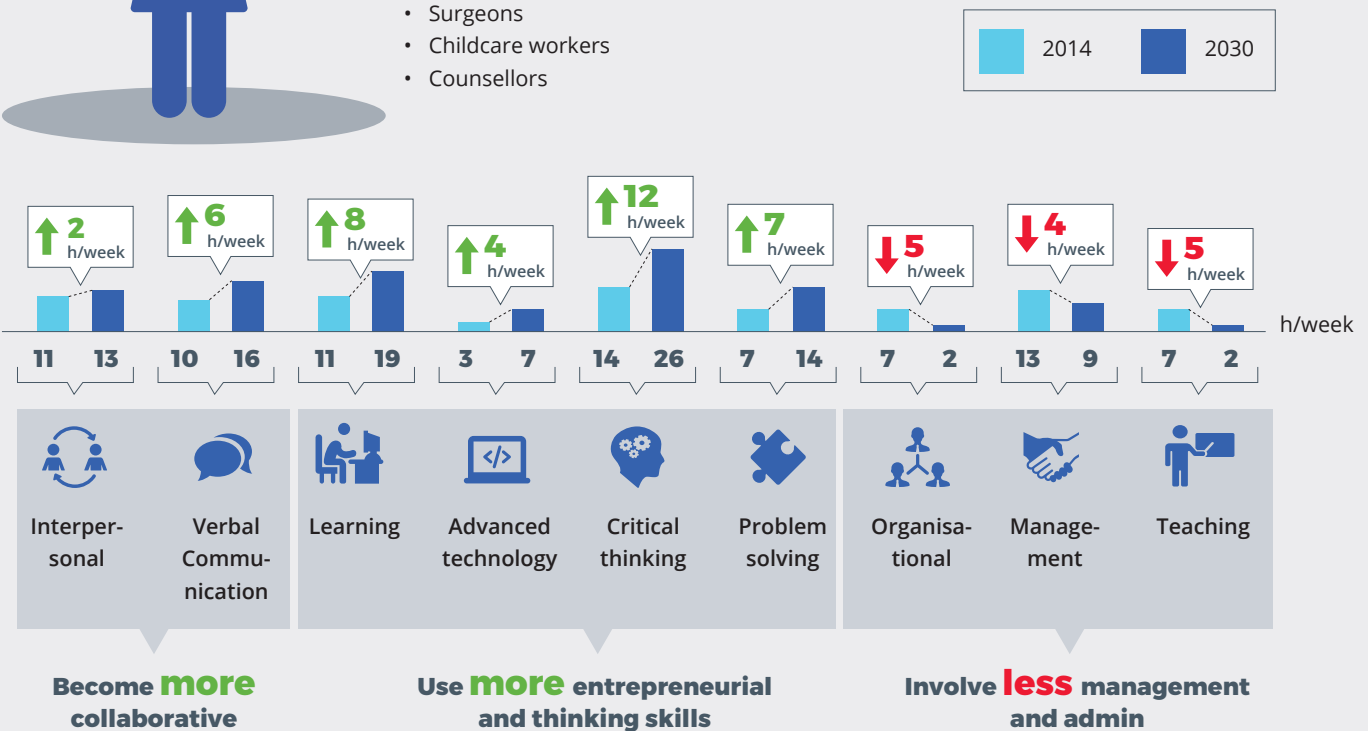 • Surgeons
• Childcare workers
• Counsellors
2014 2030
2 h/week
6 h/week
8 h/week
4 h/week
12 h/week
7 h/week
5 h/week
4 h/week
5 h/week
h/week
11 13 10 16 11 19 3 7 14 26 7 14 7 2 13 9 7 2
</>
Interper-
sonal
Verbal
Commu-
nication
Learning
Advanced
technology
Critical
thinking
Problem
solving
Organisa-
tional
Manage-
ment
Teaching
Become more
collaborative
Use more entrepreneurial
and thinking skills
Involve less management
and admin